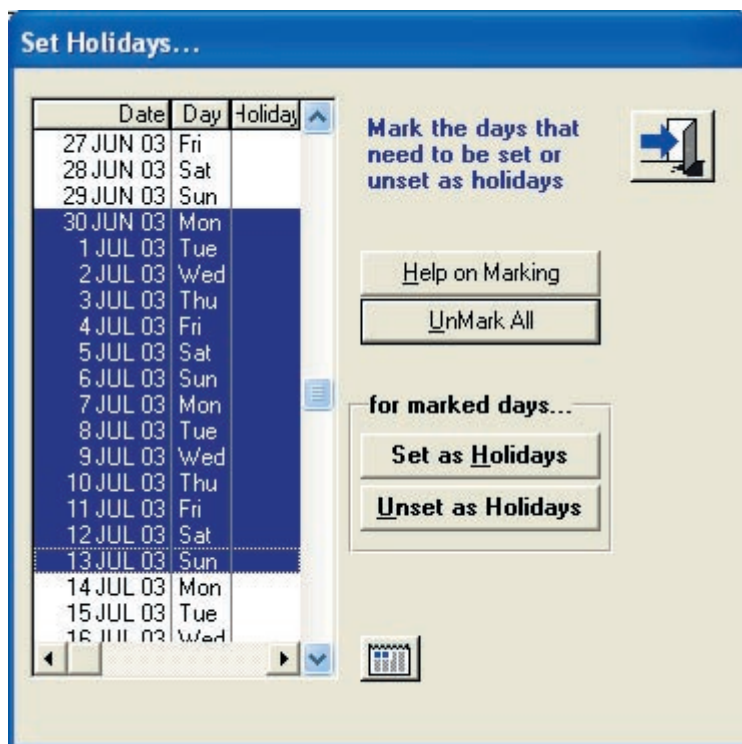 Set Holidays...
Date Day Holiday
27 JUN 03 Fri
28 JUN 03 Sat
29 JUN 03 Sun
30 JUN 03 Mon
1 JUL 03 Tue
2 JUL 03 Wed
3 JUL 03 Thu
4 JUL 03 Fri
5 JUL 03 Sat
6 JUL 03 Sun
7 JUL 03 Mon
8 JUL 03 Tue
9 JUL 03 Wed
10 JUL 03 Thu
11 JUL 03 Fri
12 JUL 03 Sat
13 JUL 03 Sun
14 JUL 03 Mon
15 JUL 03 Tue
16 JUL 03 Wed
Mark the days that
need to be set or
unset as holidays
Help on Marking
UnMark All
for marked days...
Set as Holidays
Unset as Holidays